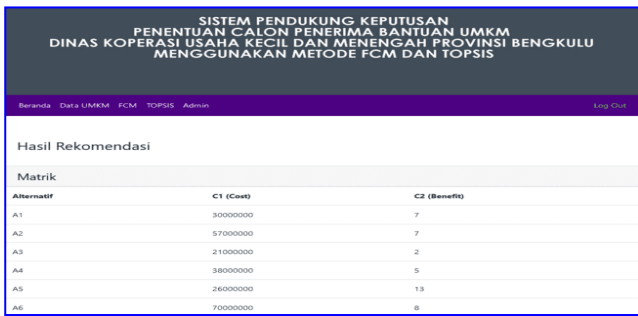 SISTEM PENDUKUNG KEPUTUSAN
PENENTUAN CALON PENERIMA BANTUAN UMKM
DINAS KOPERASI USAHA KECIL DAN MENENGAH PROVINSI BENGKULU
MENGGUNAKAN METODE FCM DAN TOPSIS
Beranda Data UMKM FCM TOPSIS Admin Log Out
Hasil Rekomendasi
Matrik
Alternatif C1 (Cost) C2 (Benefit)
A1 30000000 7
A2 57000000 7
A3 21000000 2
A4 38000000 5
A5 26000000 13
A6 70000000 8